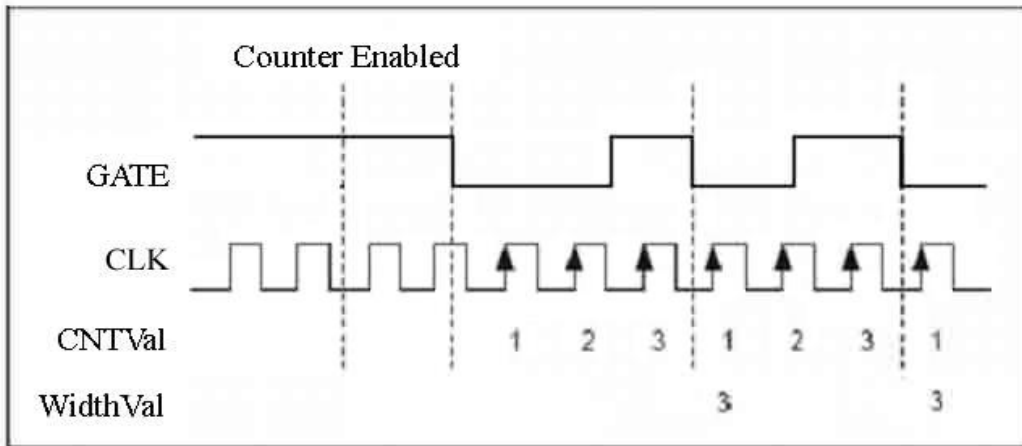 Counter Enabled
GATE
CLK
CNTVal 1 2 3 1 2 3 1
WidthVal 3 3